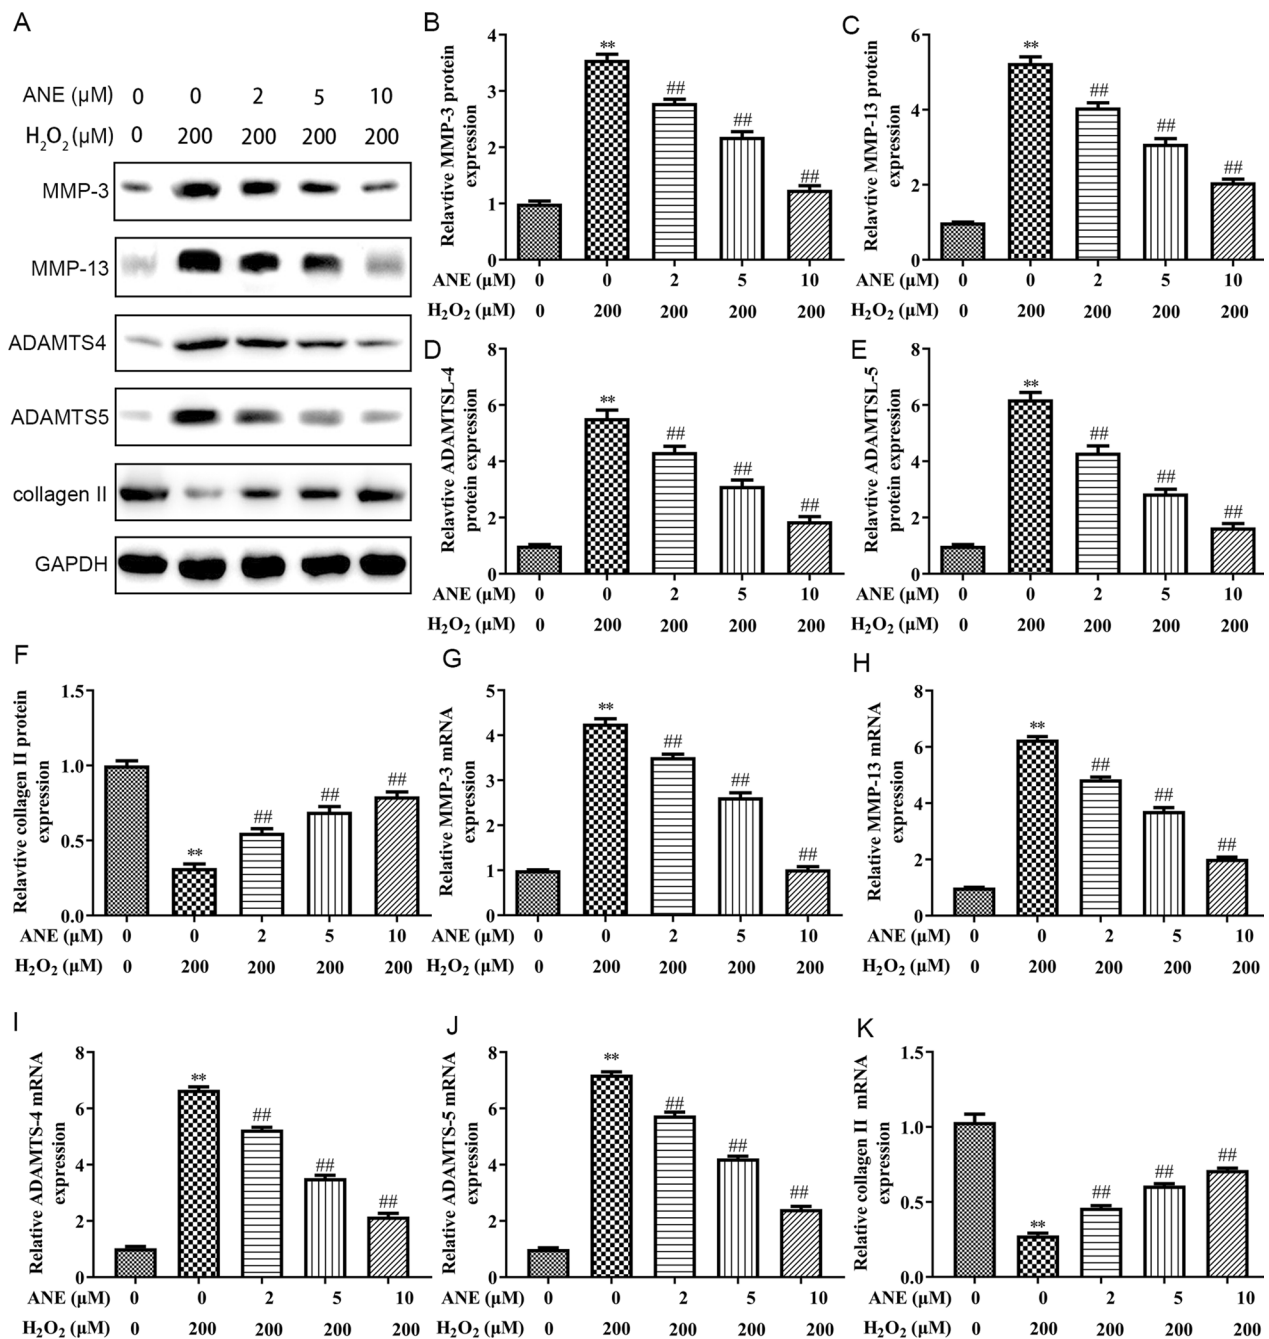 A
ANE (μM) 0 0 2 5 10
H₂O₂(μM) 0 200 200 200 200
MMP-3
MMP-13
ADAMTS4
ADAMTS5
collagen II
GAPDH
B
Relavtive MMP-3 protein
expression
4
3
2
1
0
**
##
##
##
ANE (μM) 0 0 2 5 10
H₂O₂ (μM) 0 200 200 200 200
C
Relavtive MMP-13 protein
expression
6
4
2
0
**
##
##
##
ANE (μM) 0 0 2 5 10
H₂O₂ (μM) 0 200 200 200 200
D
Relavtive ADAMTSL-4
protein expression
8
6
4
2
0
**
##
##
##
ANE (μM) 0 0 2 5 10
H₂O₂ (μM) 0 200 200 200 200
E
Relavtive ADAMTSL-5
protein expression
8
6
4
2
0
**
##
##
##
ANE (μM) 0 0 2 5 10
H₂O₂ (μM) 0 200 200 200 200
F
Relavtive collagen II protein
expression
1.5
1.0
0.5
0.0
**
##
##
##
ANE (μM) 0 0 2 5 10
H₂O₂ (μM) 0 200 200 200 200
G
Relative MMP-3 mRNA
expression
5
4
3
2
1
0
**
##
##
##
ANE (μM) 0 0 2 5 10
H₂O₂ (μM) 0 200 200 200 200
H
Relative MMP-13 mRNA
expression
8
6
4
2
0
**
##
##
##
ANE (μM) 0 0 2 5 10
H₂O₂ (μM) 0 200 200 200 200
I
Relative ADAMTS-4 mRNA
expression
8
6
4
2
0
**
##
##
##
ANE (μM) 0 0 2 5 10
H₂O₂ (μM) 0 200 200 200 200
J
Relative ADAMTS-5 mRNA
expression
8
6
4
2
0
**
##
##
##
ANE (μM) 0 0 2 5 10
H₂O₂ (μM) 0 200 200 200 200
K
Relative collagen II mRNA
expression
1.5
1.0
0.5
0.0
**
##
##
##
ANE (μM) 0 0 2 5 10
H₂O₂ (μM) 0 200 200 200 200